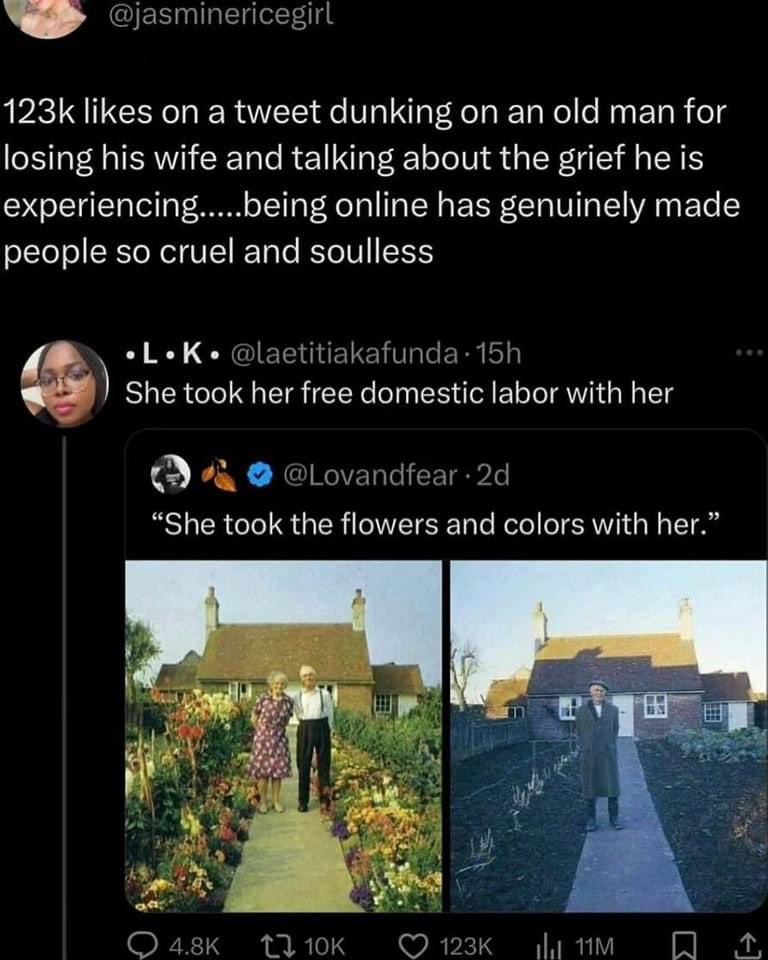 @jasminericegirl
123k likes on a tweet dunking on an old man for
losing his wife and talking about the grief he is
experiencing.....being online has genuinely made
people so cruel and soulless
•L•K• @laetitiakafunda · 15h
She took her free domestic labor with her
@Lovandfear · 2d
“She took the flowers and colors with her.”
4.8K 10K 123K 11M